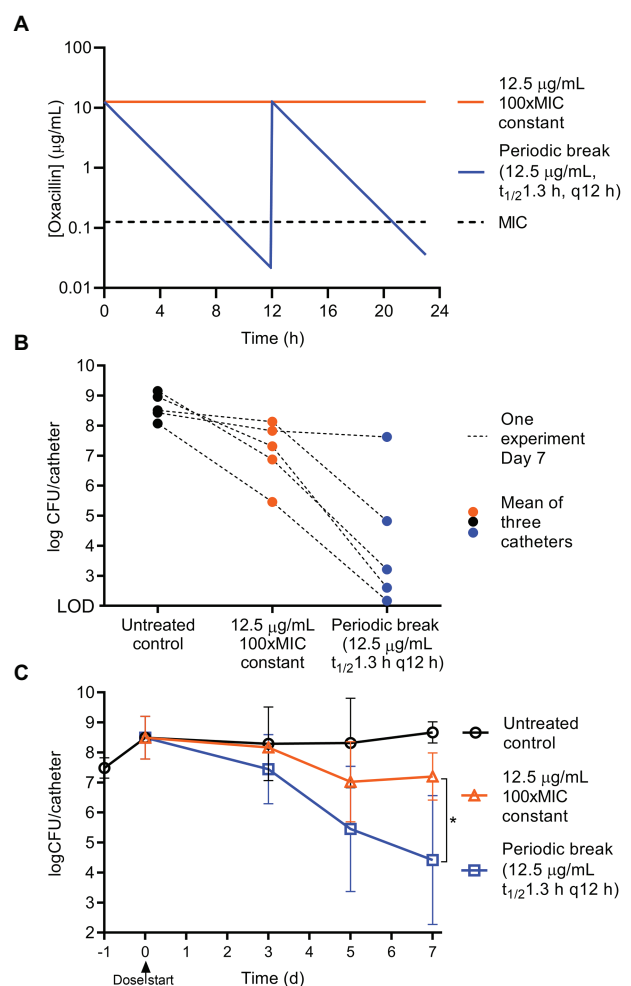 A
100
10
1
0.1
0.01
[Oxacillin] (μg/mL)
0
4
8
12
16
20
24
Time (h)
12.5 μg/mL
100xMIC
constant
Periodic break
(12.5 μg/mL,
t1/2 1.3 h, q12 h)
MIC
B
10
9
8
7
6
5
4
3
LOD
log CFU/catheter
Untreated
control
12.5 μg/mL
100xMIC
constant
Periodic break
(12.5 μg/mL
t1/2 1.3 h q12 h)
One
experiment
Day 7
Mean of
three
catheters
C
10
9
8
7
6
5
4
3
2
logCFU/catheter
-1
0
1
2
3
4
5
6
7
Dose start
Time (d)
*
Untreated
control
12.5 μg/mL
100xMIC
constant
Periodic break
(12.5 μg/mL
t1/2 1.3 h q12 h)